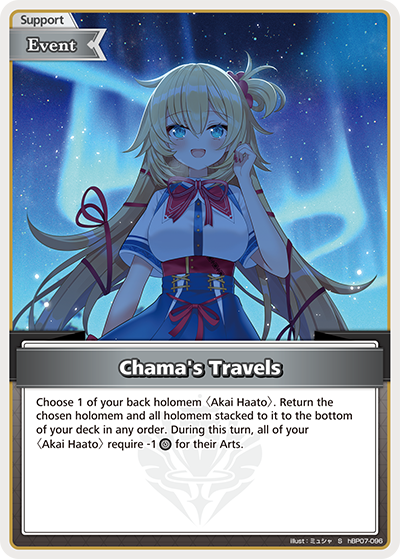 Support
Event
Chama's Travels
Choose 1 of your back holomem 〈Akai Haato〉. Return the
chosen holomem and all holomem stacked to it to the bottom
of your deck in any order. During this turn, all of your
〈Akai Haato〉 require -1 for their Arts.
illust：ミュシャ S hBP07-096